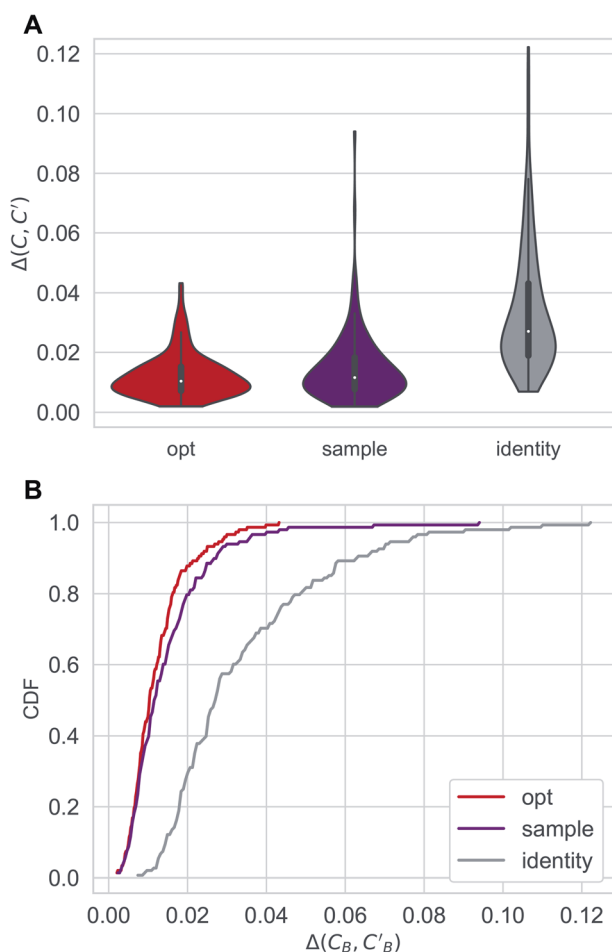 A
0.12
0.10
0.08
0.06
0.04
0.02
0.00
Δ(C, C′)
opt sample identity
B
1.0
0.8
0.6
0.4
0.2
0.0
CDF
opt
sample
identity
0.00 0.02 0.04 0.06 0.08 0.10 0.12
Δ(C_B, C′_B)